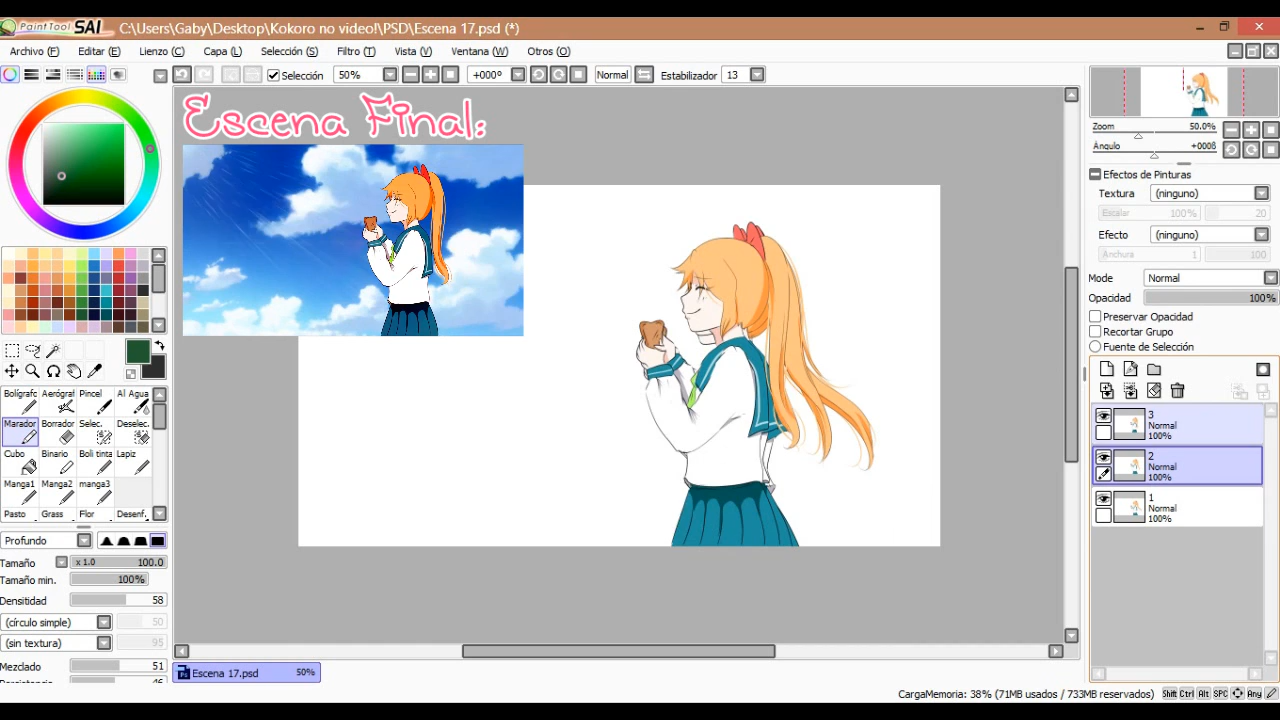 PaintTool SAI C:\Users\Gaby\Desktop\Kokoro no video!\PSD\Escena 17.psd (*)
Archivo (F) Editar (E) Lienzo (C) Capa (L) Selección (S) Filtro (T) Vista (V) Ventana (W) Otros (O)
Selección 50% +000º Normal Estabilizador 13
Escena Final:
Zoom 50.0%
Ángulo +000ß
Efectos de Pinturas
Textura (ninguno)
Escalar 100% 20
Efecto (ninguno)
Anchura 1 100
Modo Normal
Opacidad 100%
Preservar Opacidad
Recortar Grupo
Fuente de Selección
3
Normal
100%
2
Normal
100%
1
Normal
100%
Bolígrafo Aerógraf Pincel Al Agua
Marador Borrador Selec. Deselec.
Cubo Binario Boli tinta Lapiz
Manga1 Manga2 manga3
Pasto Grass Flor Desenf.
Profundo
Tamaño x 1.0 100.0
Tamaño min. 100%
Densitidad 58
(círculo simple) 50
(sin textura) 95
Mezclado 51
Escena 17.psd 50%
CargaMemoria: 38% (71MB usados / 733MB reservados) Shift Ctrl Alt SPC Any